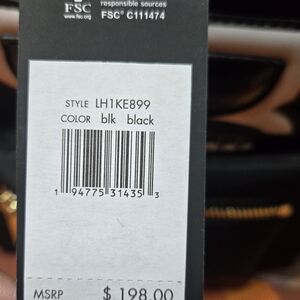 FSC
www.fsc.org
responsible sources
FSC® C111474
STYLE LH1KE899
COLOR blk black
1 94775 31435 3
MSRP $ 198.00